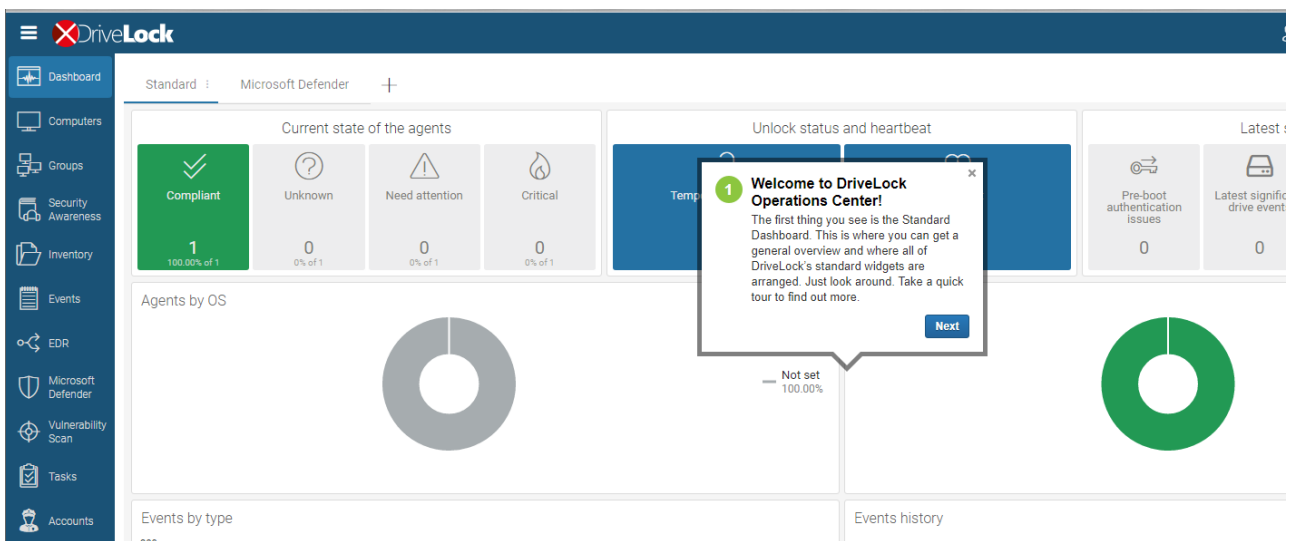 DriveLock
Dashboard
Computers
Groups
Security
Awareness
Inventory
Events
EDR
Microsoft
Defender
Vulnerability
Scan
Tasks
Accounts
Standard
Microsoft Defender
Current state of the agents
Compliant
1
100.00% of 1
Unknown
0
0% of 1
Need attention
0
0% of 1
Critical
0
0% of 1
Unlock status and heartbeat
1
Welcome to DriveLock
Operations Center!
The first thing you see is the Standard
Dashboard. This is where you can get a
general overview and where all of
DriveLock's standard widgets are
arranged. Just look around. Take a quick
tour to find out more.
Next
Latest
Pre-boot
authentication
issues
0
Latest
drive
0
Agents by OS
Not set
100.00%
Events by type
Events history